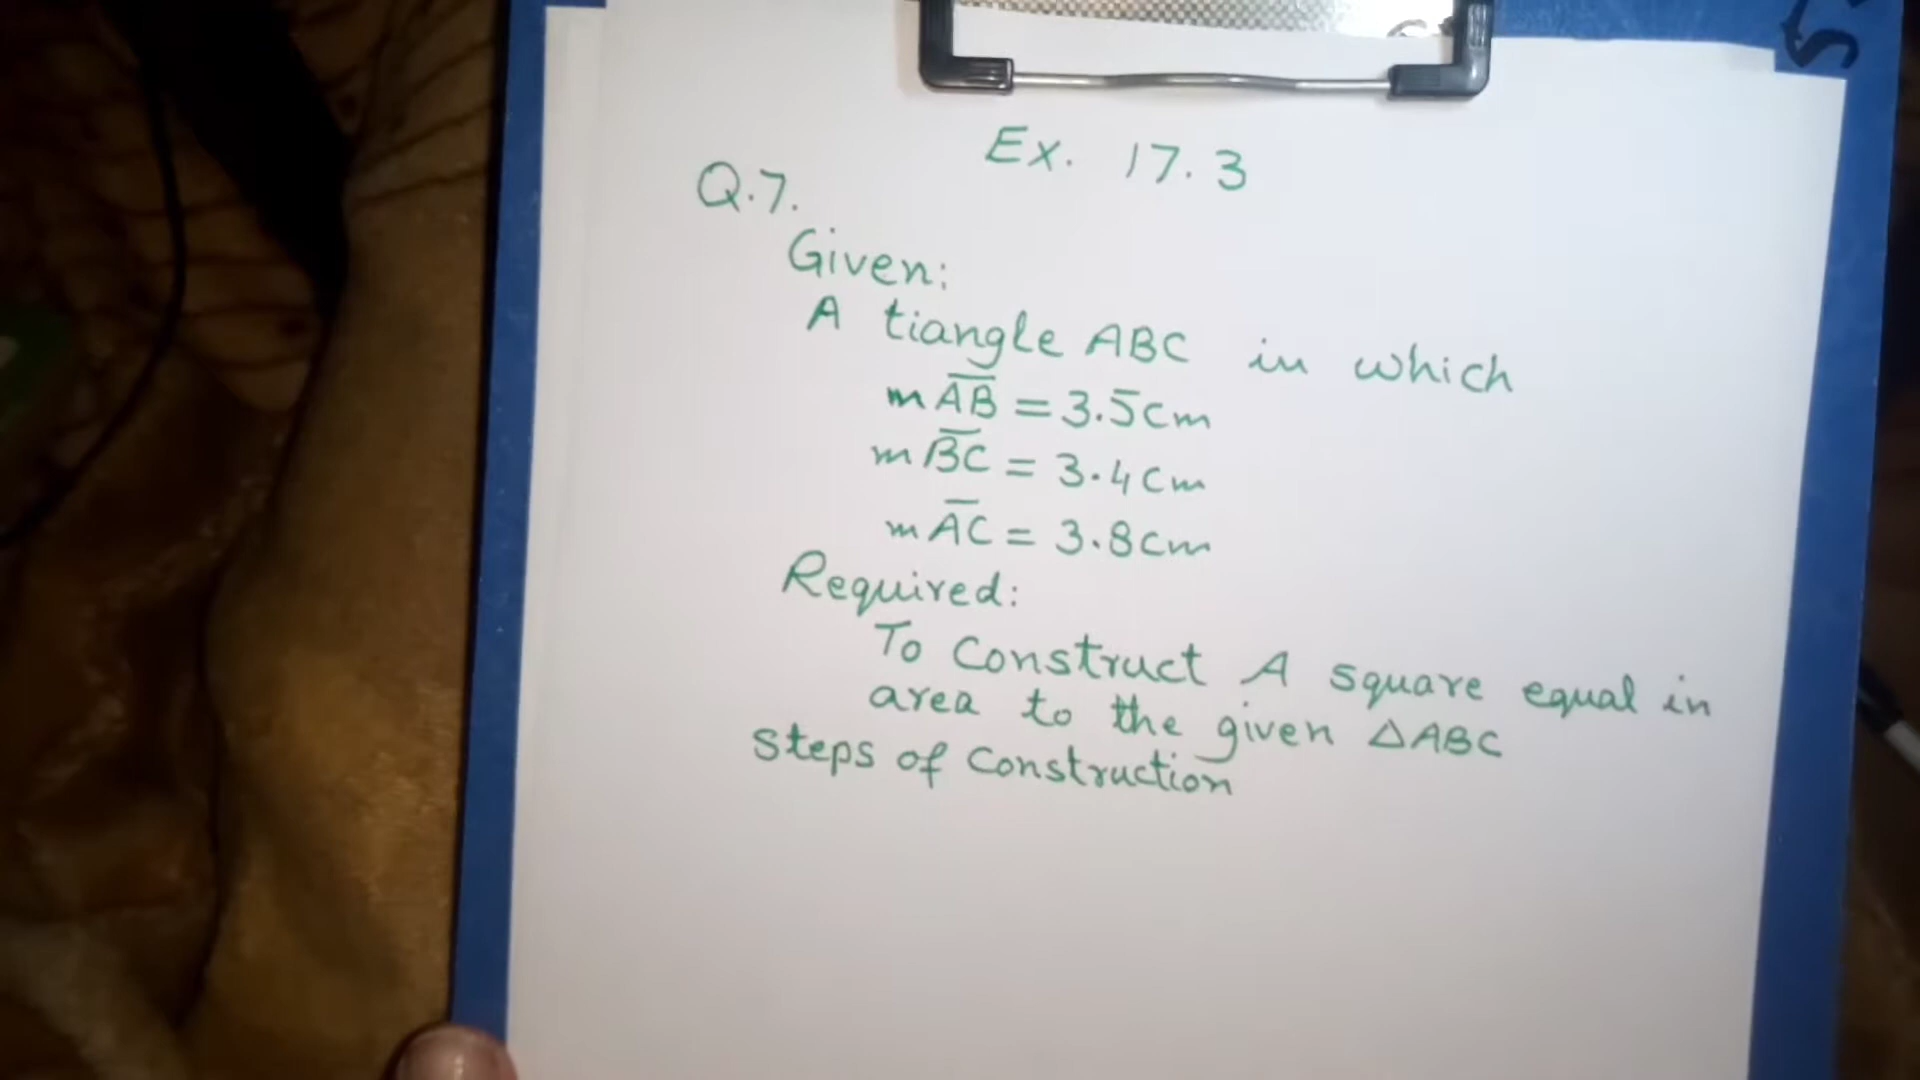 Ex. 17.3
Q.7.
Given:
A tiangle ABC in which
mAB = 3.5cm
mBC = 3.4cm
mAC = 3.8cm
Required:
To Construct A square equal in
area to the given △ABC
Steps of Construction